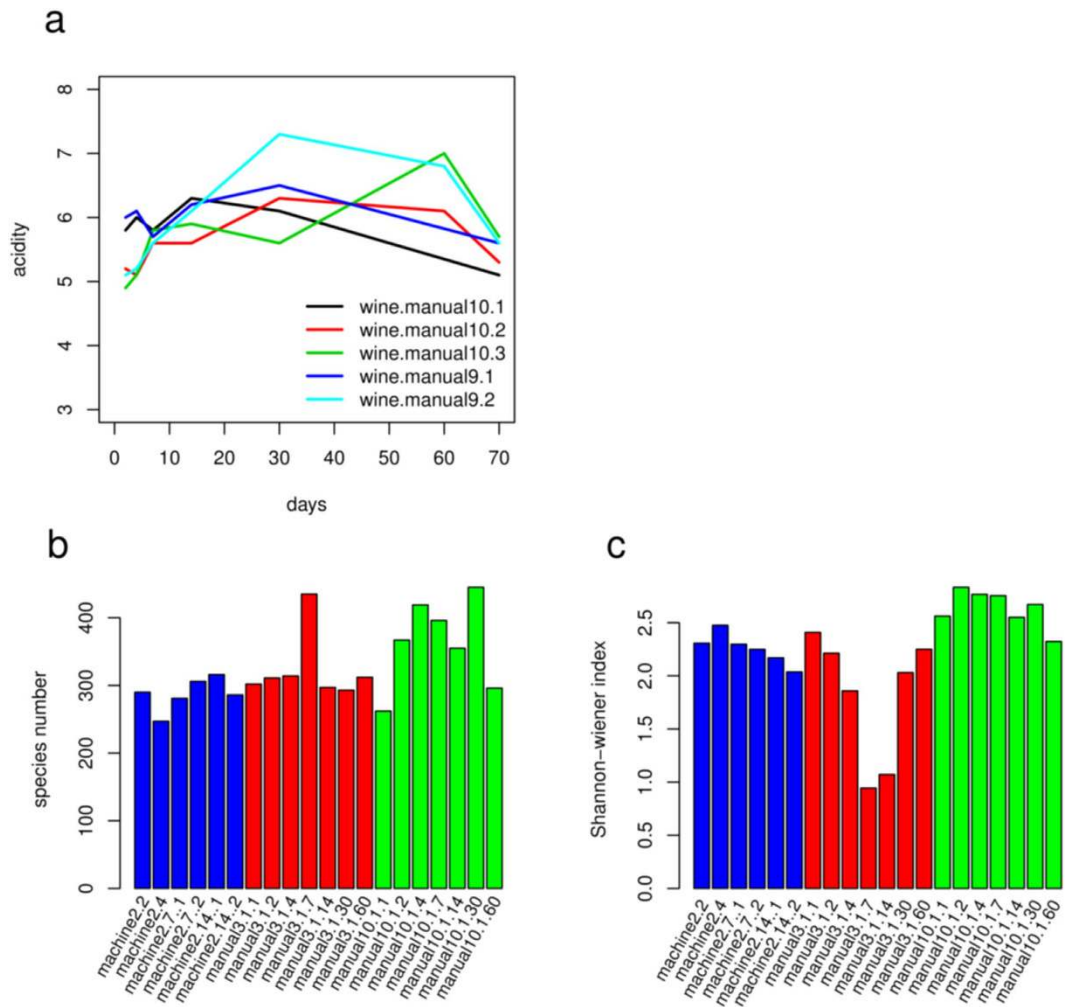 a
acidity
8
7
6
5
4
3
wine.manual10.1
wine.manual10.2
wine.manual10.3
wine.manual9.1
wine.manual9.2
0 10 20 30 40 50 60 70
days
b
species number
400
300
200
100
0
machine2.2
machine2.4
machine2.7..1
machine2.7..2
machine2.14..1
machine2.14..2
manual3.1.1
manual3.1.2
manual3.1.4
manual3.1.7
manual3.1.14
manual3.1.30
manual3.1.60
manual10.1.1
manual10.1.2
manual10.1.4
manual10.1.7
manual10.1.14
manual10.1.30
manual10.1.60
c
Shannon−wiener index
2.5
2.0
1.5
1.0
0.5
0.0
machine2.2
machine2.4
machine2.7..1
machine2.7..2
machine2.14..1
machine2.14..2
manual3.1.1
manual3.1.2
manual3.1.4
manual3.1.7
manual3.1.14
manual3.1.30
manual3.1.60
manual10.1.1
manual10.1.2
manual10.1.4
manual10.1.7
manual10.1.14
manual10.1.30
manual10.1.60